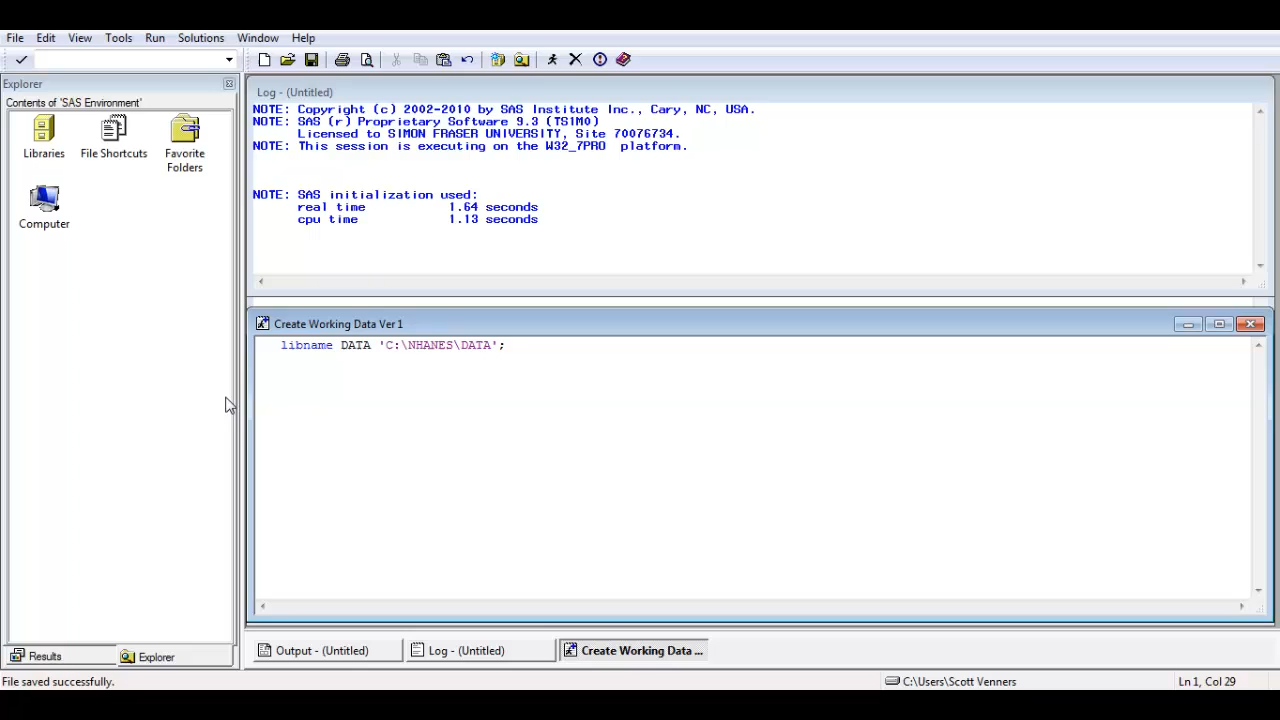 File Edit View Tools Run Solutions Window Help
Explorer
Contents of 'SAS Environment'
Libraries
File Shortcuts
Favorite
Folders
Computer
Log - (Untitled)
NOTE: Copyright (c) 2002-2010 by SAS Institute Inc., Cary, NC, USA.
NOTE: SAS (r) Proprietary Software 9.3 (TS1M0)
Licensed to SIMON FRASER UNIVERSITY, Site 70076734.
NOTE: This session is executing on the W32_7PRO platform.
NOTE: SAS initialization used:
real time 1.64 seconds
cpu time 1.13 seconds
Create Working Data Ver 1
libname DATA 'C:\NHANES\DATA';
Results
Explorer
Output - (Untitled)
Log - (Untitled)
Create Working Data ...
File saved successfully.
C:\Users\Scott Venners
Ln 1, Col 29